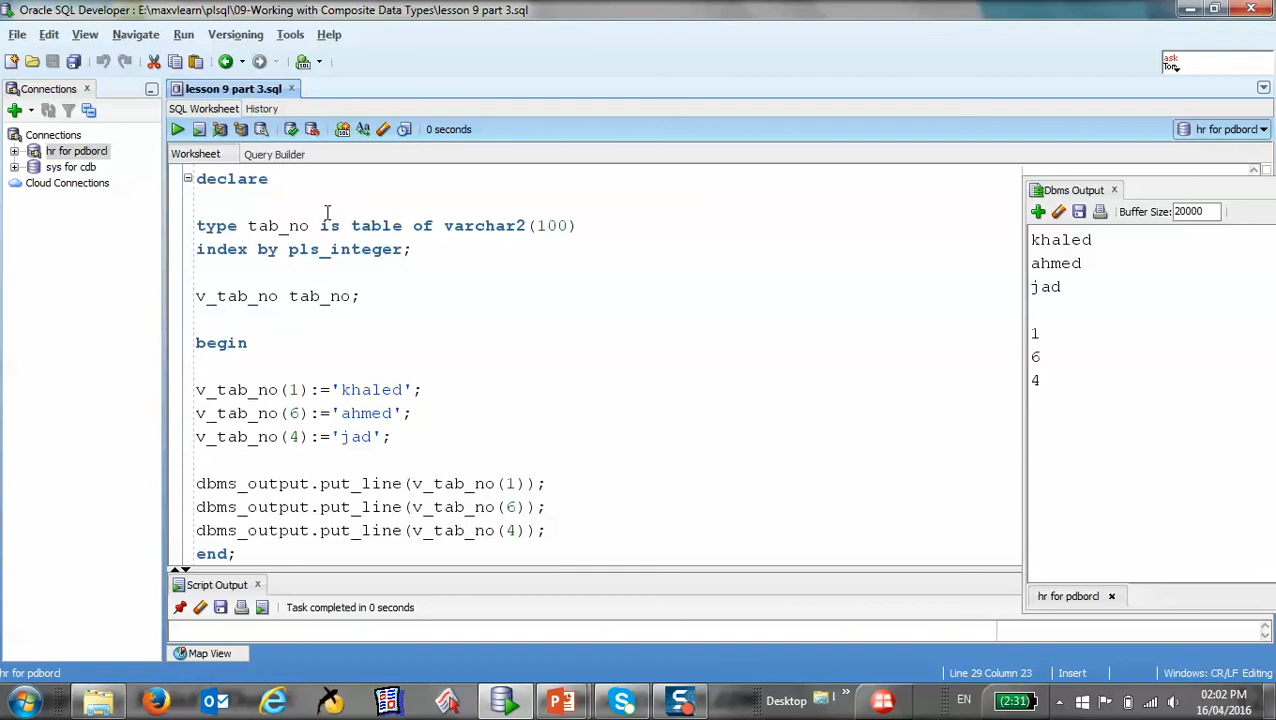 Oracle SQL Developer : E:\maxvlearn\plsql\09-Working with Composite Data Types\lesson 9 part 3.sql
File Edit View Navigate Run Versioning Tools Help
ask
Tom
Connections
lesson 9 part 3.sql
SQL Worksheet History
0 seconds
hr for pdborcl
Worksheet Query Builder
Connections
hr for pdborcl
sys for cdb
Cloud Connections
declare
type tab_no is table of varchar2(100)
index by pls_integer;
v_tab_no tab_no;
begin
v_tab_no(1):='khaled';
v_tab_no(6):='ahmed';
v_tab_no(4):='jad';
dbms_output.put_line(v_tab_no(1));
dbms_output.put_line(v_tab_no(6));
dbms_output.put_line(v_tab_no(4));
end;
Dbms Output
Buffer Size: 20000
khaled
ahmed
jad
1
6
4
hr for pdborcl
Script Output
Task completed in 0 seconds
Map View
hr for pdborcl
Line 29 Column 23
Insert
Windows: CR/LF Editing
Desktop
EN
(2:31)
02:02 PM
16/04/2016